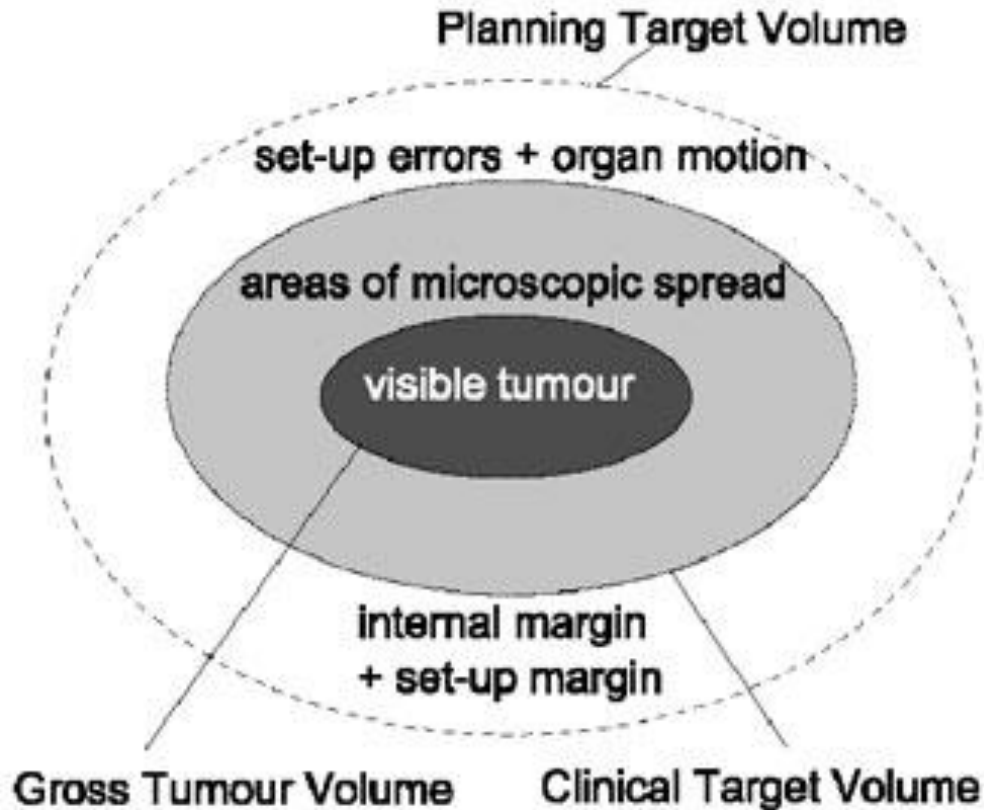 Planning Target Volume
set-up errors + organ motion
areas of microscopic spread
visible tumour
internal margin
+ set-up margin
Gross Tumour Volume
Clinical Target Volume